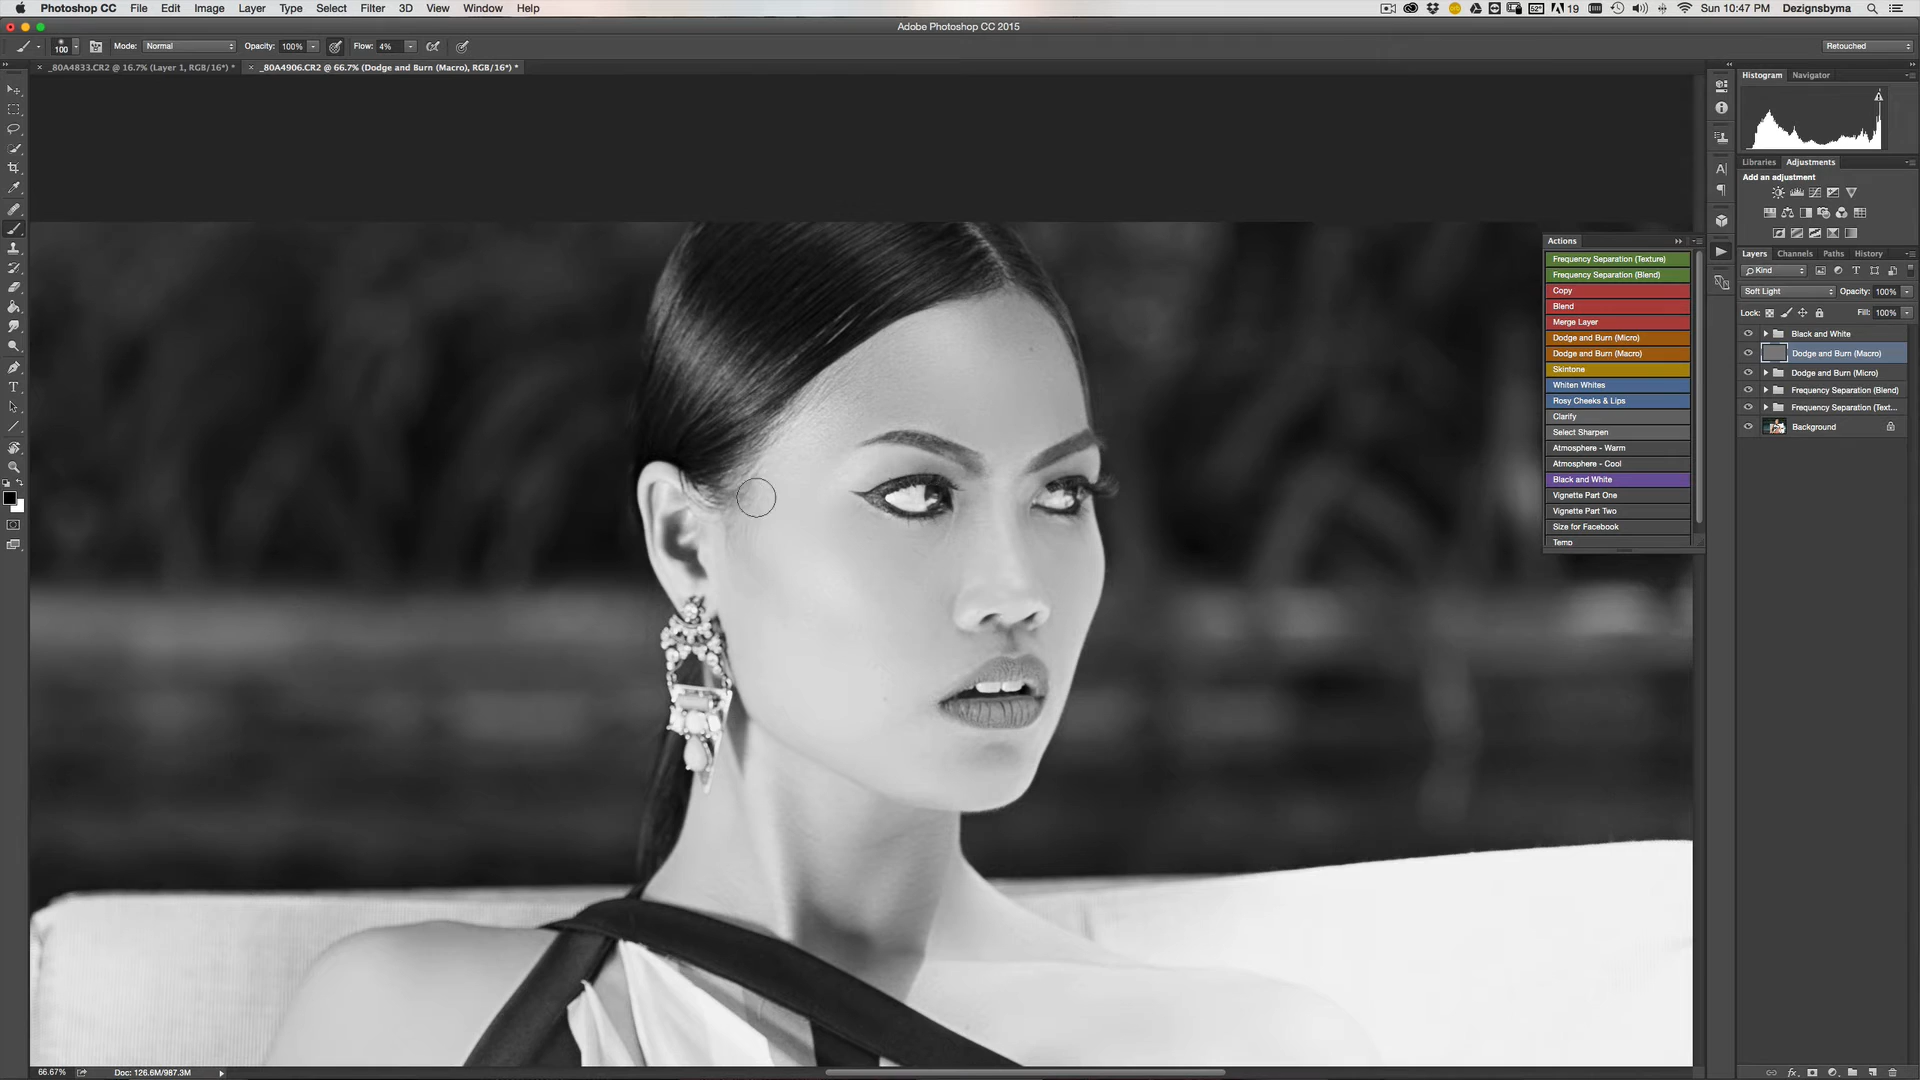 Photoshop CC File Edit Image Layer Type Select Filter 3D View Window Help 52° 19 Sun 10:47 PM Dezignsbyma
Adobe Photoshop CC 2015
100 Mode: Normal Opacity: 100% Flow: 4% Retouched
× _80A4833.CR2 @ 16.7% (Layer 1, RGB/16*) * × _80A4906.CR2 @ 66.7% (Dodge and Burn (Macro), RGB/16*) *
Histogram Navigator
Libraries Adjustments
Add an adjustment
Actions
Frequency Separation (Texture)
Frequency Separation (Blend)
Copy
Blend
Merge Layer
Dodge and Burn (Micro)
Dodge and Burn (Macro)
Skintone
Whiten Whites
Rosy Cheeks & Lips
Clarify
Select Sharpen
Atmosphere - Warm
Atmosphere - Cool
Black and White
Vignette Part One
Vignette Part Two
Size for Facebook
Temp
Layers Channels Paths History
Kind
Soft Light Opacity: 100%
Lock: Fill: 100%
Black and White
Dodge and Burn (Macro)
Dodge and Burn (Micro)
Frequency Separation (Blend)
Frequency Separation (Text...
Background
66.67% Doc: 126.6M/987.3M